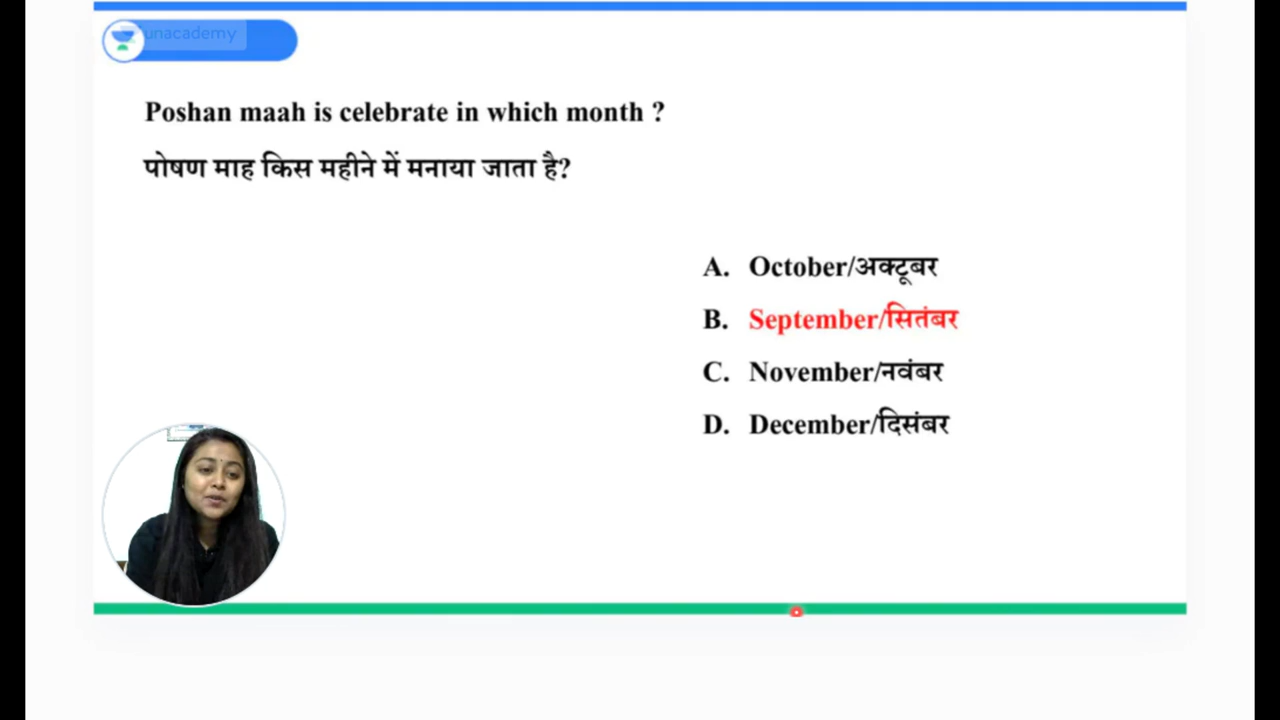 unacademy
Poshan maah is celebrate in which month ?
पोषण माह किस महीने में मनाया जाता है?
A. October/अक्टूबर
B. September/सितंबर
C. November/नवंबर
D. December/दिसंबर